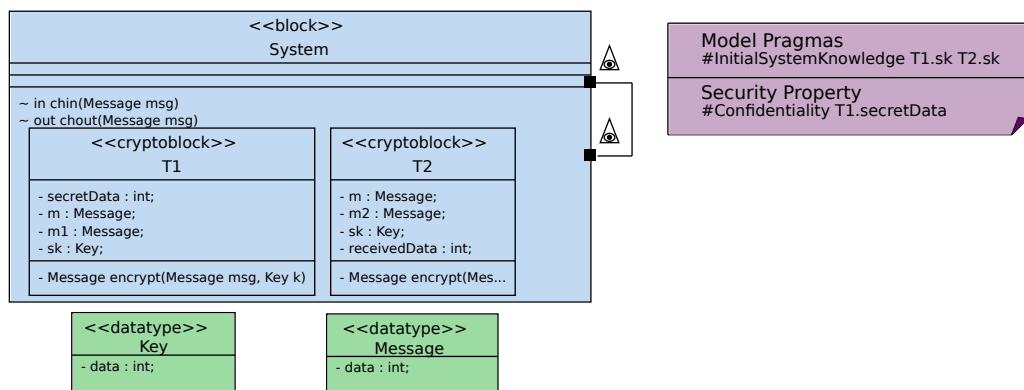 <<block>>
System
~ in chin(Message msg)
~ out chout(Message msg)
<<cryptoblock>>
T1
- secretData : int;
- m : Message;
- m1 : Message;
- sk : Key;
- Message encrypt(Message msg, Key k)
<<cryptoblock>>
T2
- m : Message;
- m2 : Message;
- sk : Key;
- receivedData : int;
- Message encrypt(Mes...
<<datatype>>
Key
- data : int;
<<datatype>>
Message
- data : int;
Model Pragmas
#InitialSystemKnowledge T1.sk T2.sk
Security Property
#Confidentiality T1.secretData